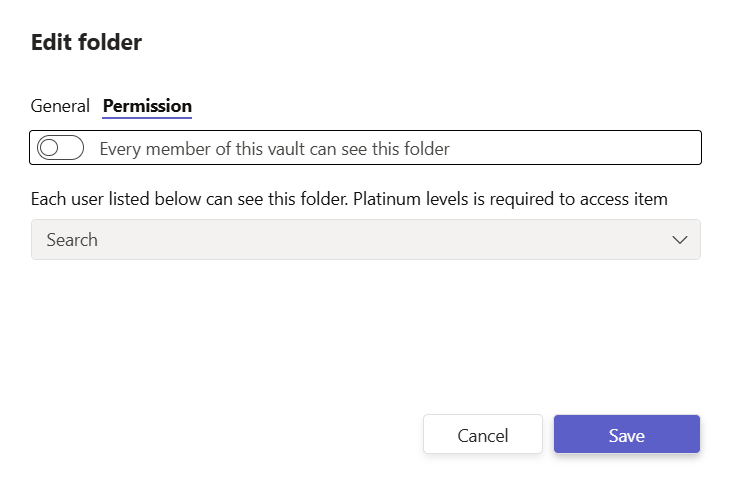 Edit folder
General Permission
Every member of this vault can see this folder
Each user listed below can see this folder. Platinum levels is required to access item
Search
Cancel Save